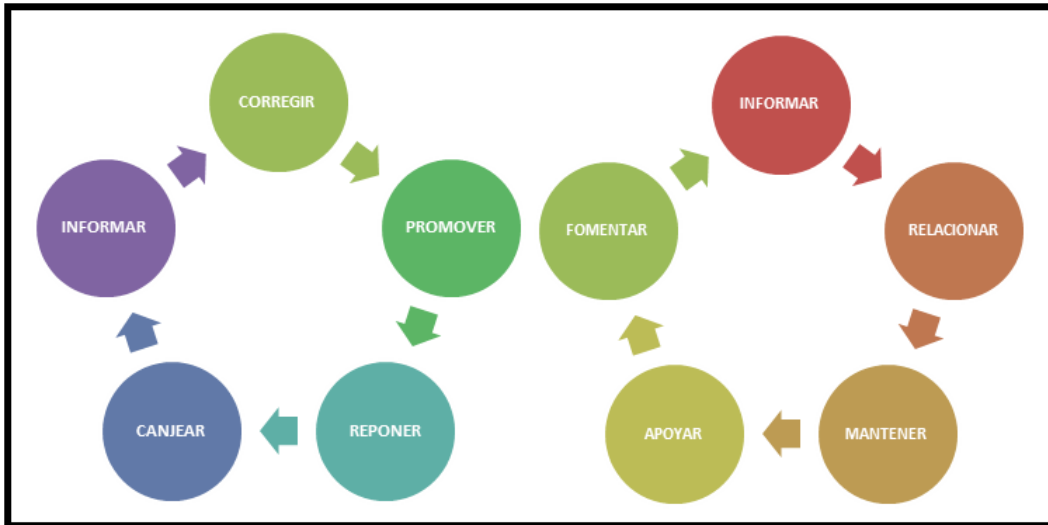 CORREGIR
PROMOVER
REPONER
CANJEAR
INFORMAR
INFORMAR
RELACIONAR
MANTENER
APOYAR
FOMENTAR